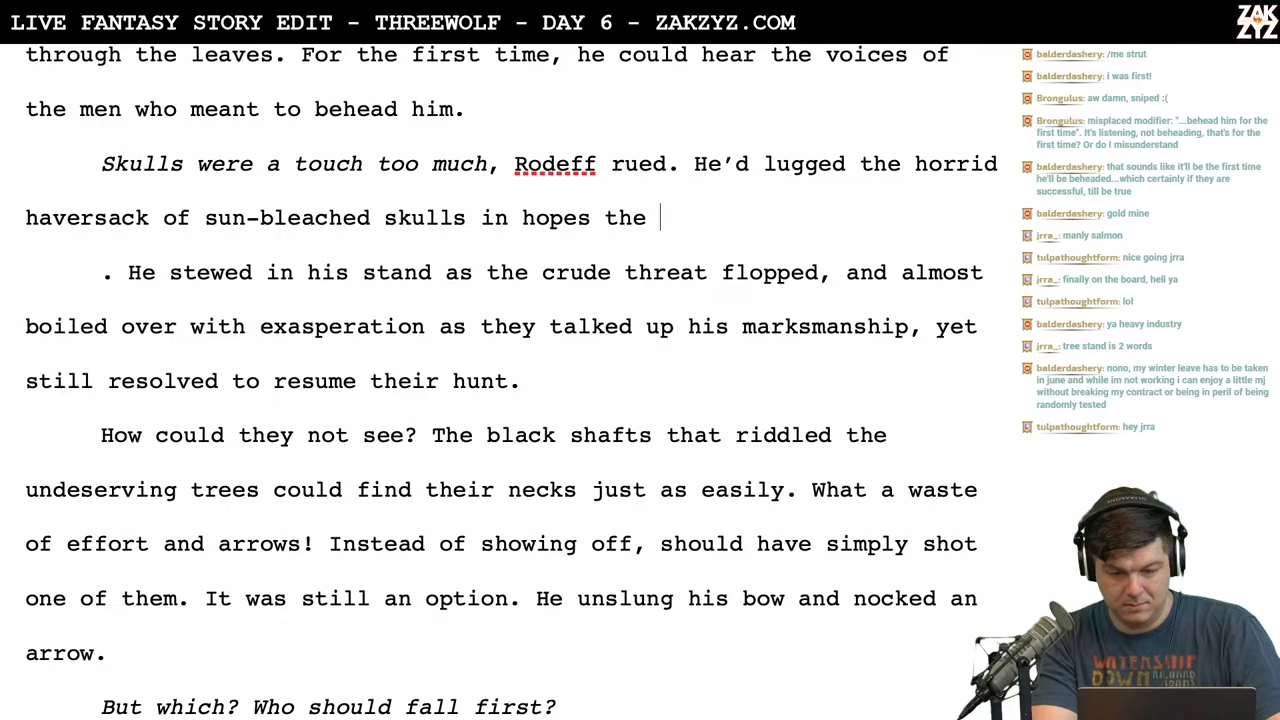 LIVE FANTASY STORY EDIT - THREEWOLF - DAY 6 - ZAKZYZ.COM
ZAK
ZYZ
through the leaves. For the first time, he could hear the voices of
the men who meant to behead him.
Skulls were a touch too much, Rodeff rued. He’d lugged the horrid
haversack of sun-bleached skulls in hopes the
. He stewed in his stand as the crude threat flopped, and almost
boiled over with exasperation as they talked up his marksmanship, yet
still resolved to resume their hunt.
How could they not see? The black shafts that riddled the
undeserving trees could find their necks just as easily. What a waste
of effort and arrows! Instead of showing off, should have simply shot
one of them. It was still an option. He unslung his bow and nocked an
arrow.
But which? Who should fall first?
balderdashery: /me strut
balderdashery: i was first!
Brongulus: aw damn, sniped :(
Brongulus: misplaced modifier: "...behead him for the
first time". It's listening, not beheading, that's for the
first time? Or do I misunderstand
balderdashery: that sounds like it'll be the first time
he'll be beheaded...which certainly if they are
successful, till be true
balderdashery: gold mine
jrra_: manly salmon
tulpathoughtform: nice going jrra
jrra_: finally on the board, hell ya
tulpathoughtform: lol
balderdashery: ya heavy industry
jrra_: tree stand is 2 words
balderdashery: nono, my winter leave has to be taken
in june and while im not working i can enjoy a little mj
without breaking my contract or being in peril of being
randomly tested
tulpathoughtform: hey jrra
WATERSHIP
DOWN